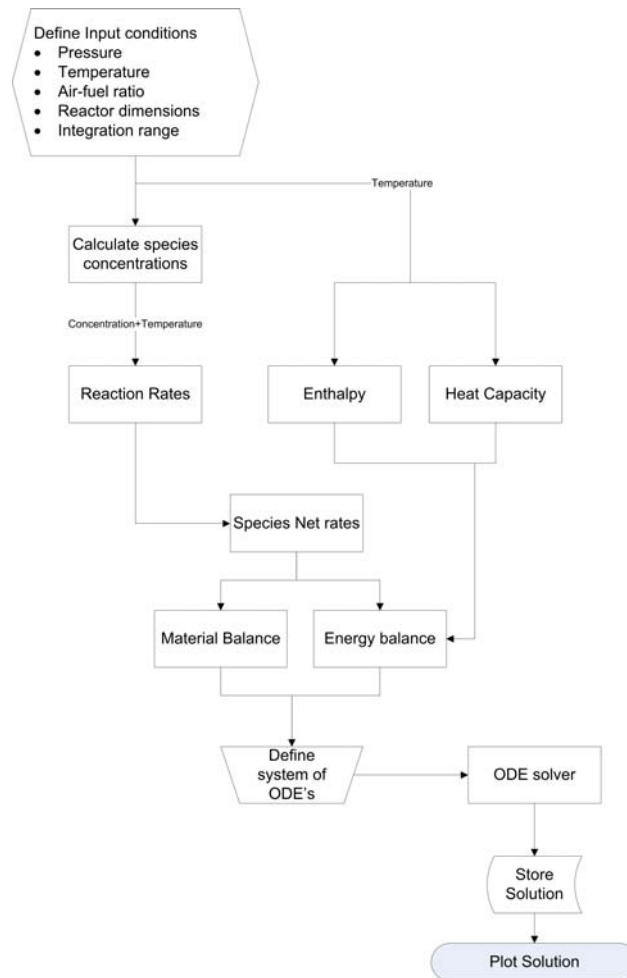 Define Input conditions
• Pressure
• Temperature
• Air-fuel ratio
• Reactor dimensions
• Integration range
Temperature
Calculate species
concentrations
Concentration+Temperature
Reaction Rates
Enthalpy
Heat Capacity
Species Net rates
Material Balance
Energy balance
Define
system of
ODE's
ODE solver
Store
Solution
Plot Solution